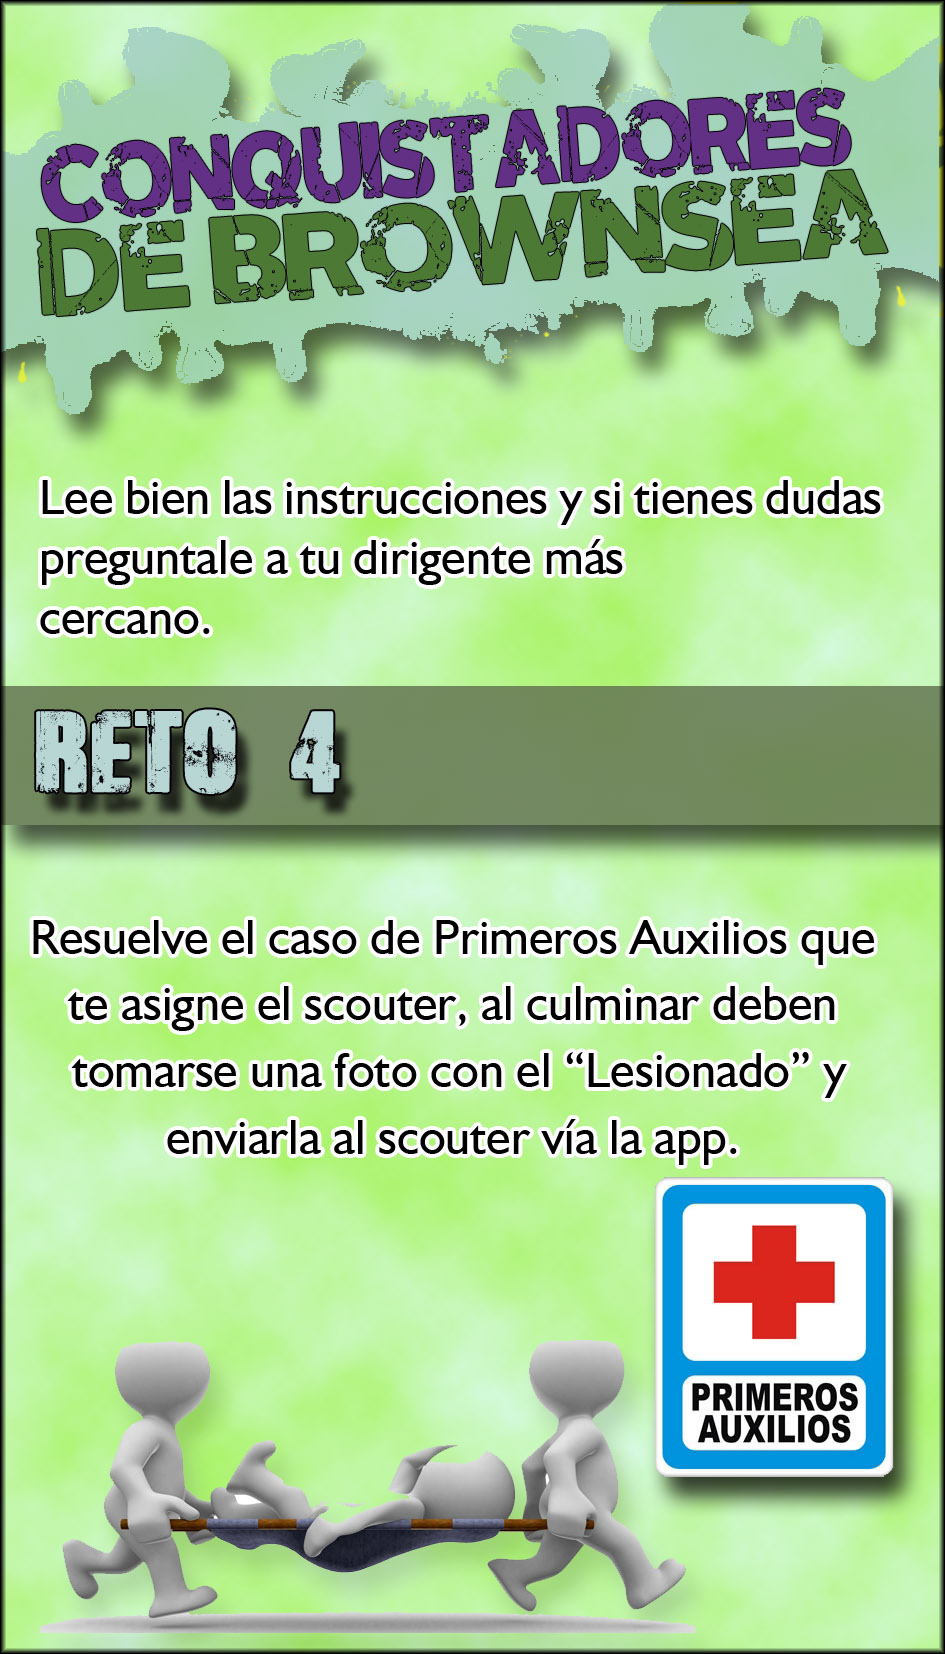 CONQUISTADORES
DE BROWNSEA
Lee bien las instrucciones y si tienes dudas
preguntale a tu dirigente más
cercano.
RETO 4
Resuelve el caso de Primeros Auxilios que
te asigne el scouter, al culminar deben
tomarse una foto con el “Lesionado” y
enviarla al scouter vía la app.
PRIMEROS
AUXILIOS